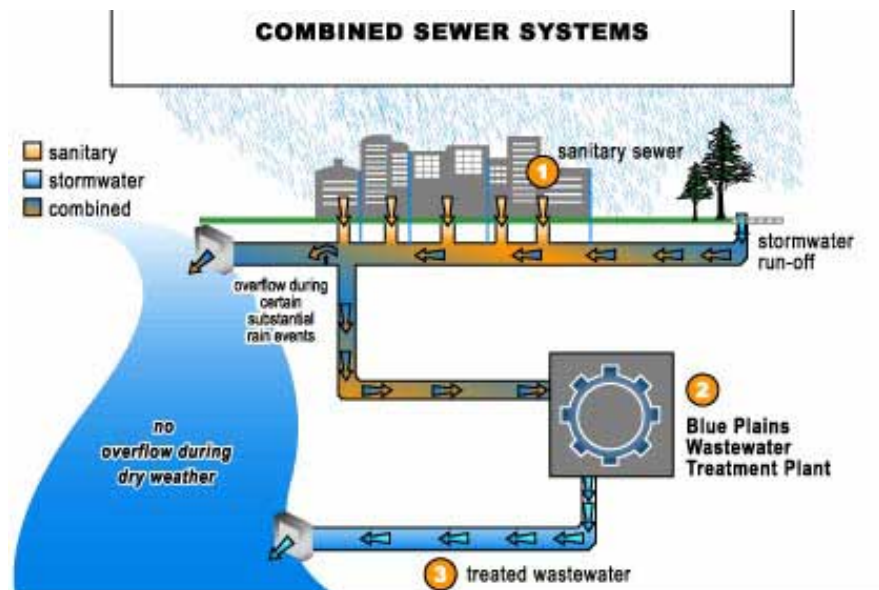 COMBINED SEWER SYSTEMS
sanitary
stormwater
combined
1
sanitary sewer
stormwater
run-off
overflow during
certain
substantial
rain events
no
overflow during
dry weather
2
Blue Plains
Wastewater
Treatment Plant
3
treated wastewater